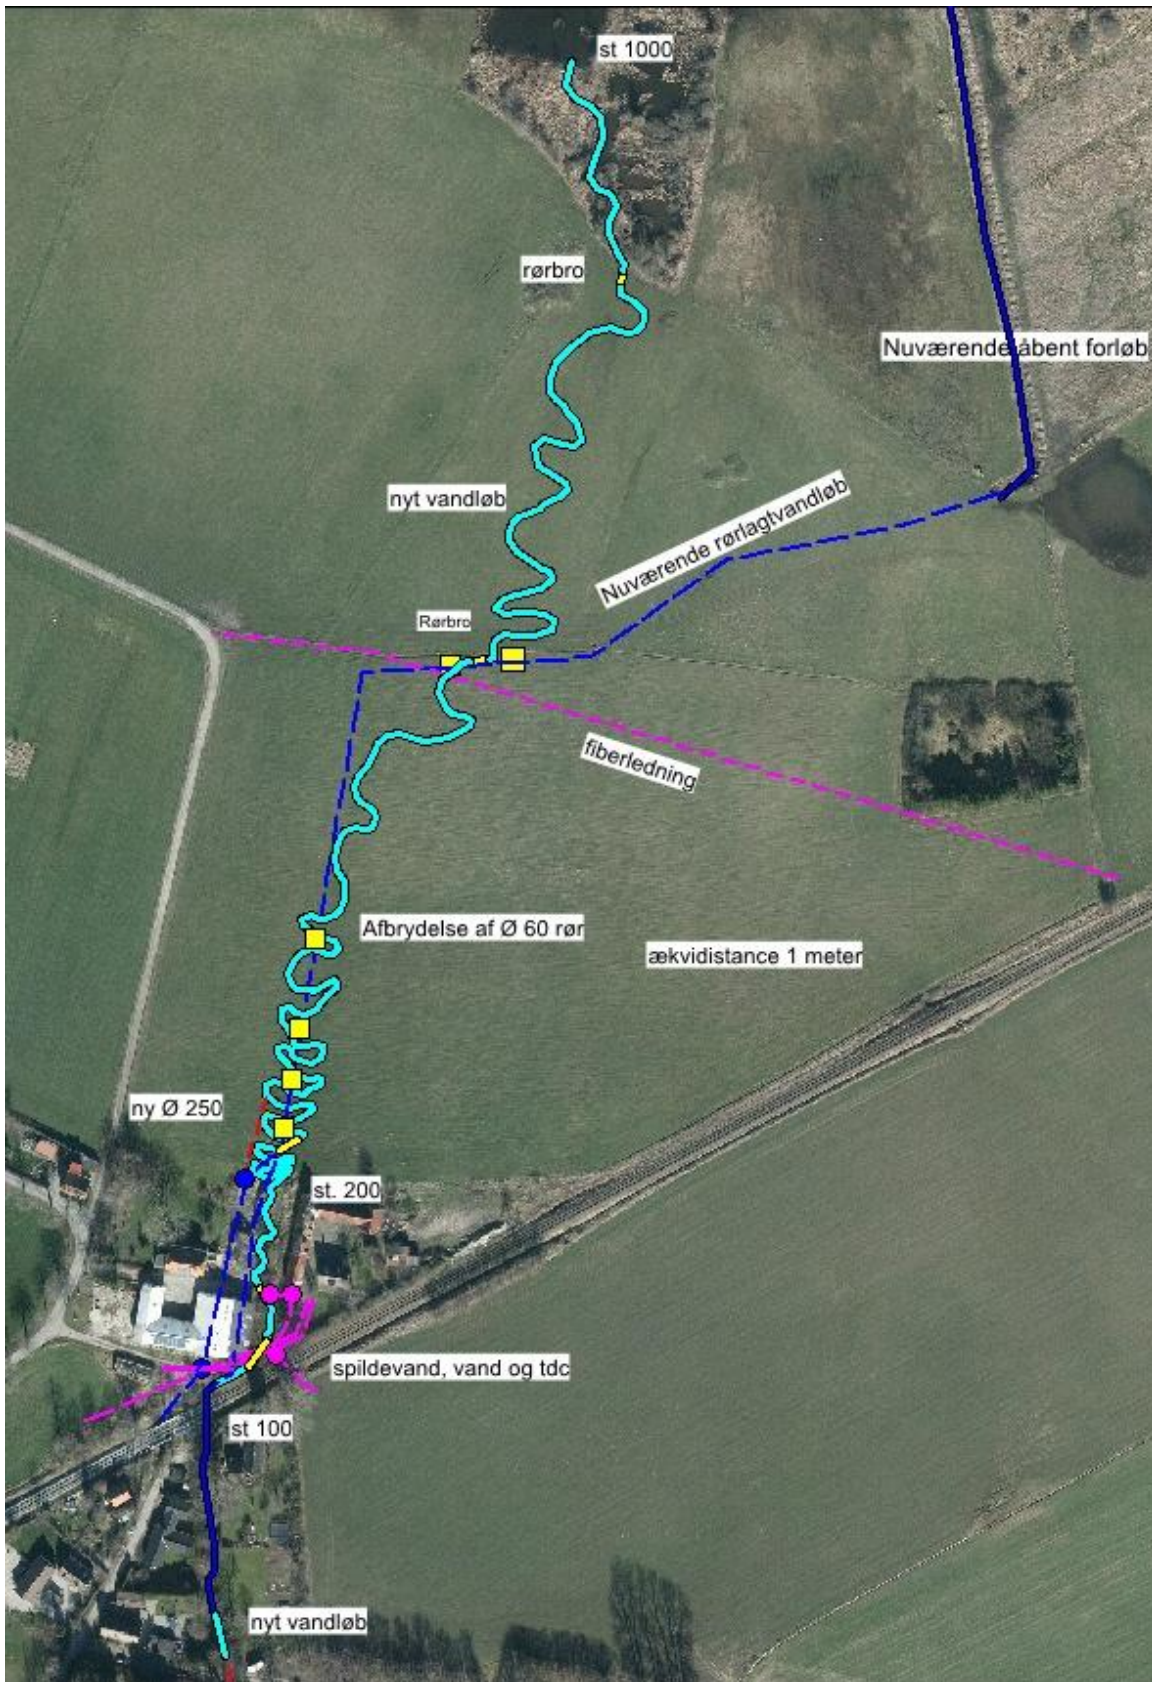 st 1000
rørbro
Nuværende åbent forløb
nyt vandløb
Nuværende rørlagtvandløb
Rørbro
fiberledning
Afbrydelse af Ø 60 rør
ækvidistance 1 meter
ny Ø 250
st. 200
spildevand, vand og tdc
st 100
nyt vandløb